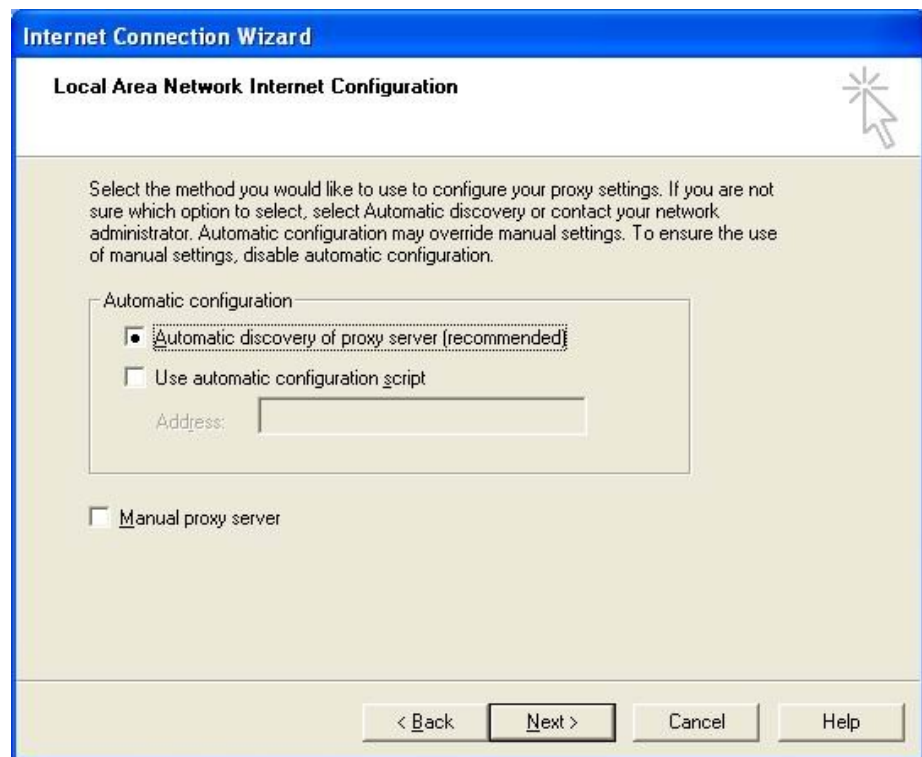 Internet Connection Wizard
Local Area Network Internet Configuration
Select the method you would like to use to configure your proxy settings. If you are not
sure which option to select, select Automatic discovery or contact your network
administrator. Automatic configuration may override manual settings. To ensure the use
of manual settings, disable automatic configuration.
Automatic configuration
Automatic discovery of proxy server (recommended)
Use automatic configuration script
Address:
Manual proxy server
< Back Next > Cancel Help